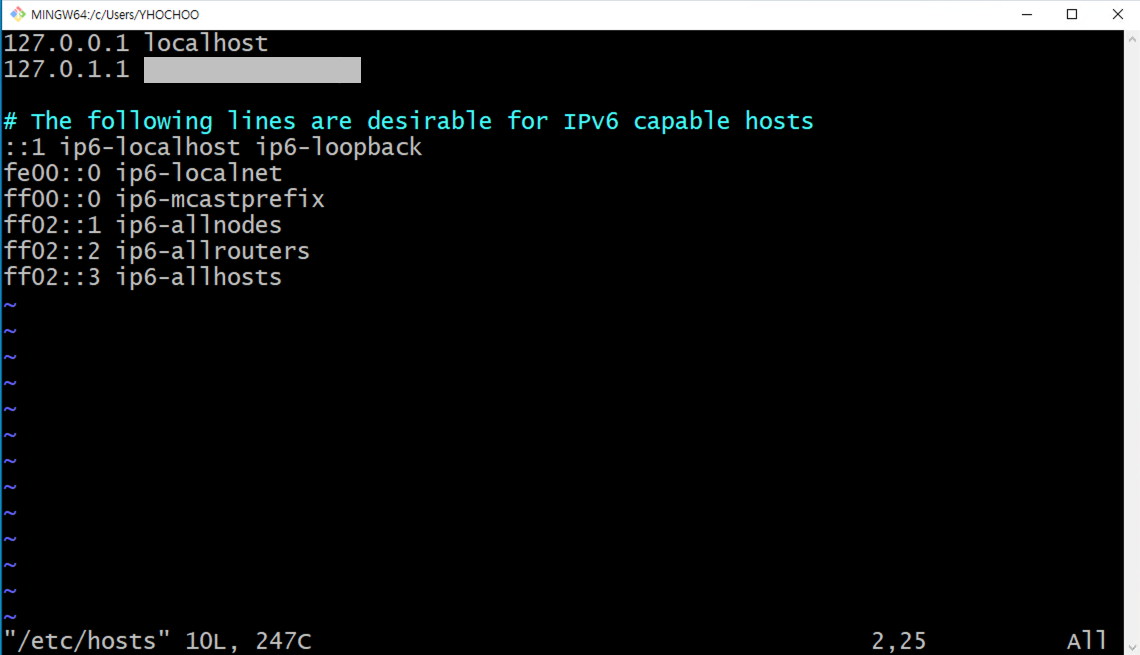 MINGW64:/c/Users/YHOCHOO
127.0.0.1 localhost
127.0.1.1
# The following lines are desirable for IPv6 capable hosts
::1 ip6-localhost ip6-loopback
fe00::0 ip6-localnet
ff00::0 ip6-mcastprefix
ff02::1 ip6-allnodes
ff02::2 ip6-allrouters
ff02::3 ip6-allhosts
~
~
~
~
~
~
~
~
~
~
~
~
~
"/etc/hosts" 10L, 247C 2,25 All